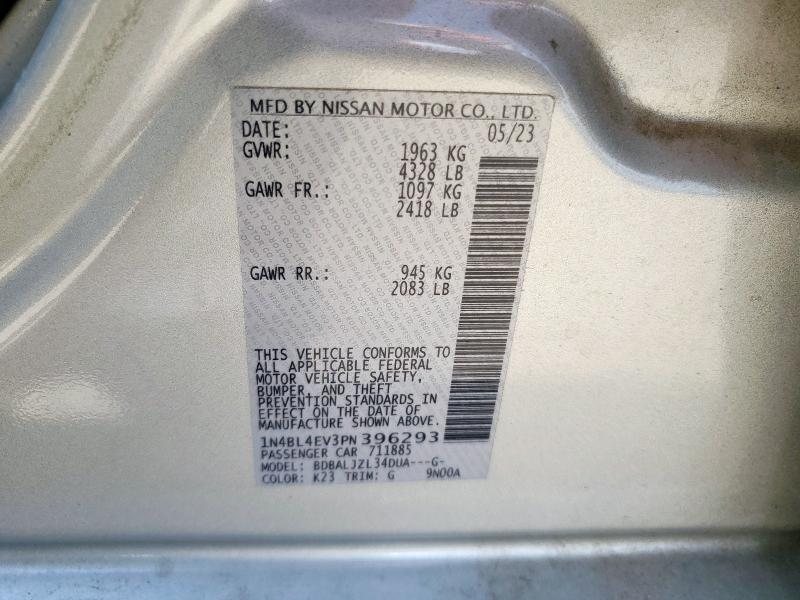 MFD BY NISSAN MOTOR CO., LTD.
DATE: 05/23
GVWR: 1963 KG
4328 LB
GAWR FR.: 1097 KG
2418 LB
GAWR RR.: 945 KG
2083 LB
THIS VEHICLE CONFORMS TO
ALL APPLICABLE FEDERAL
MOTOR VEHICLE SAFETY,
BUMPER, AND THEFT
PREVENTION STANDARDS IN
EFFECT ON THE DATE OF
MANUFACTURE SHOWN ABOVE.
1N4BL4EV3PN396293
PASSENGER CAR 711885
MODEL: BDBALJZL34DUA---G-
COLOR: K23 TRIM: G 9N00A